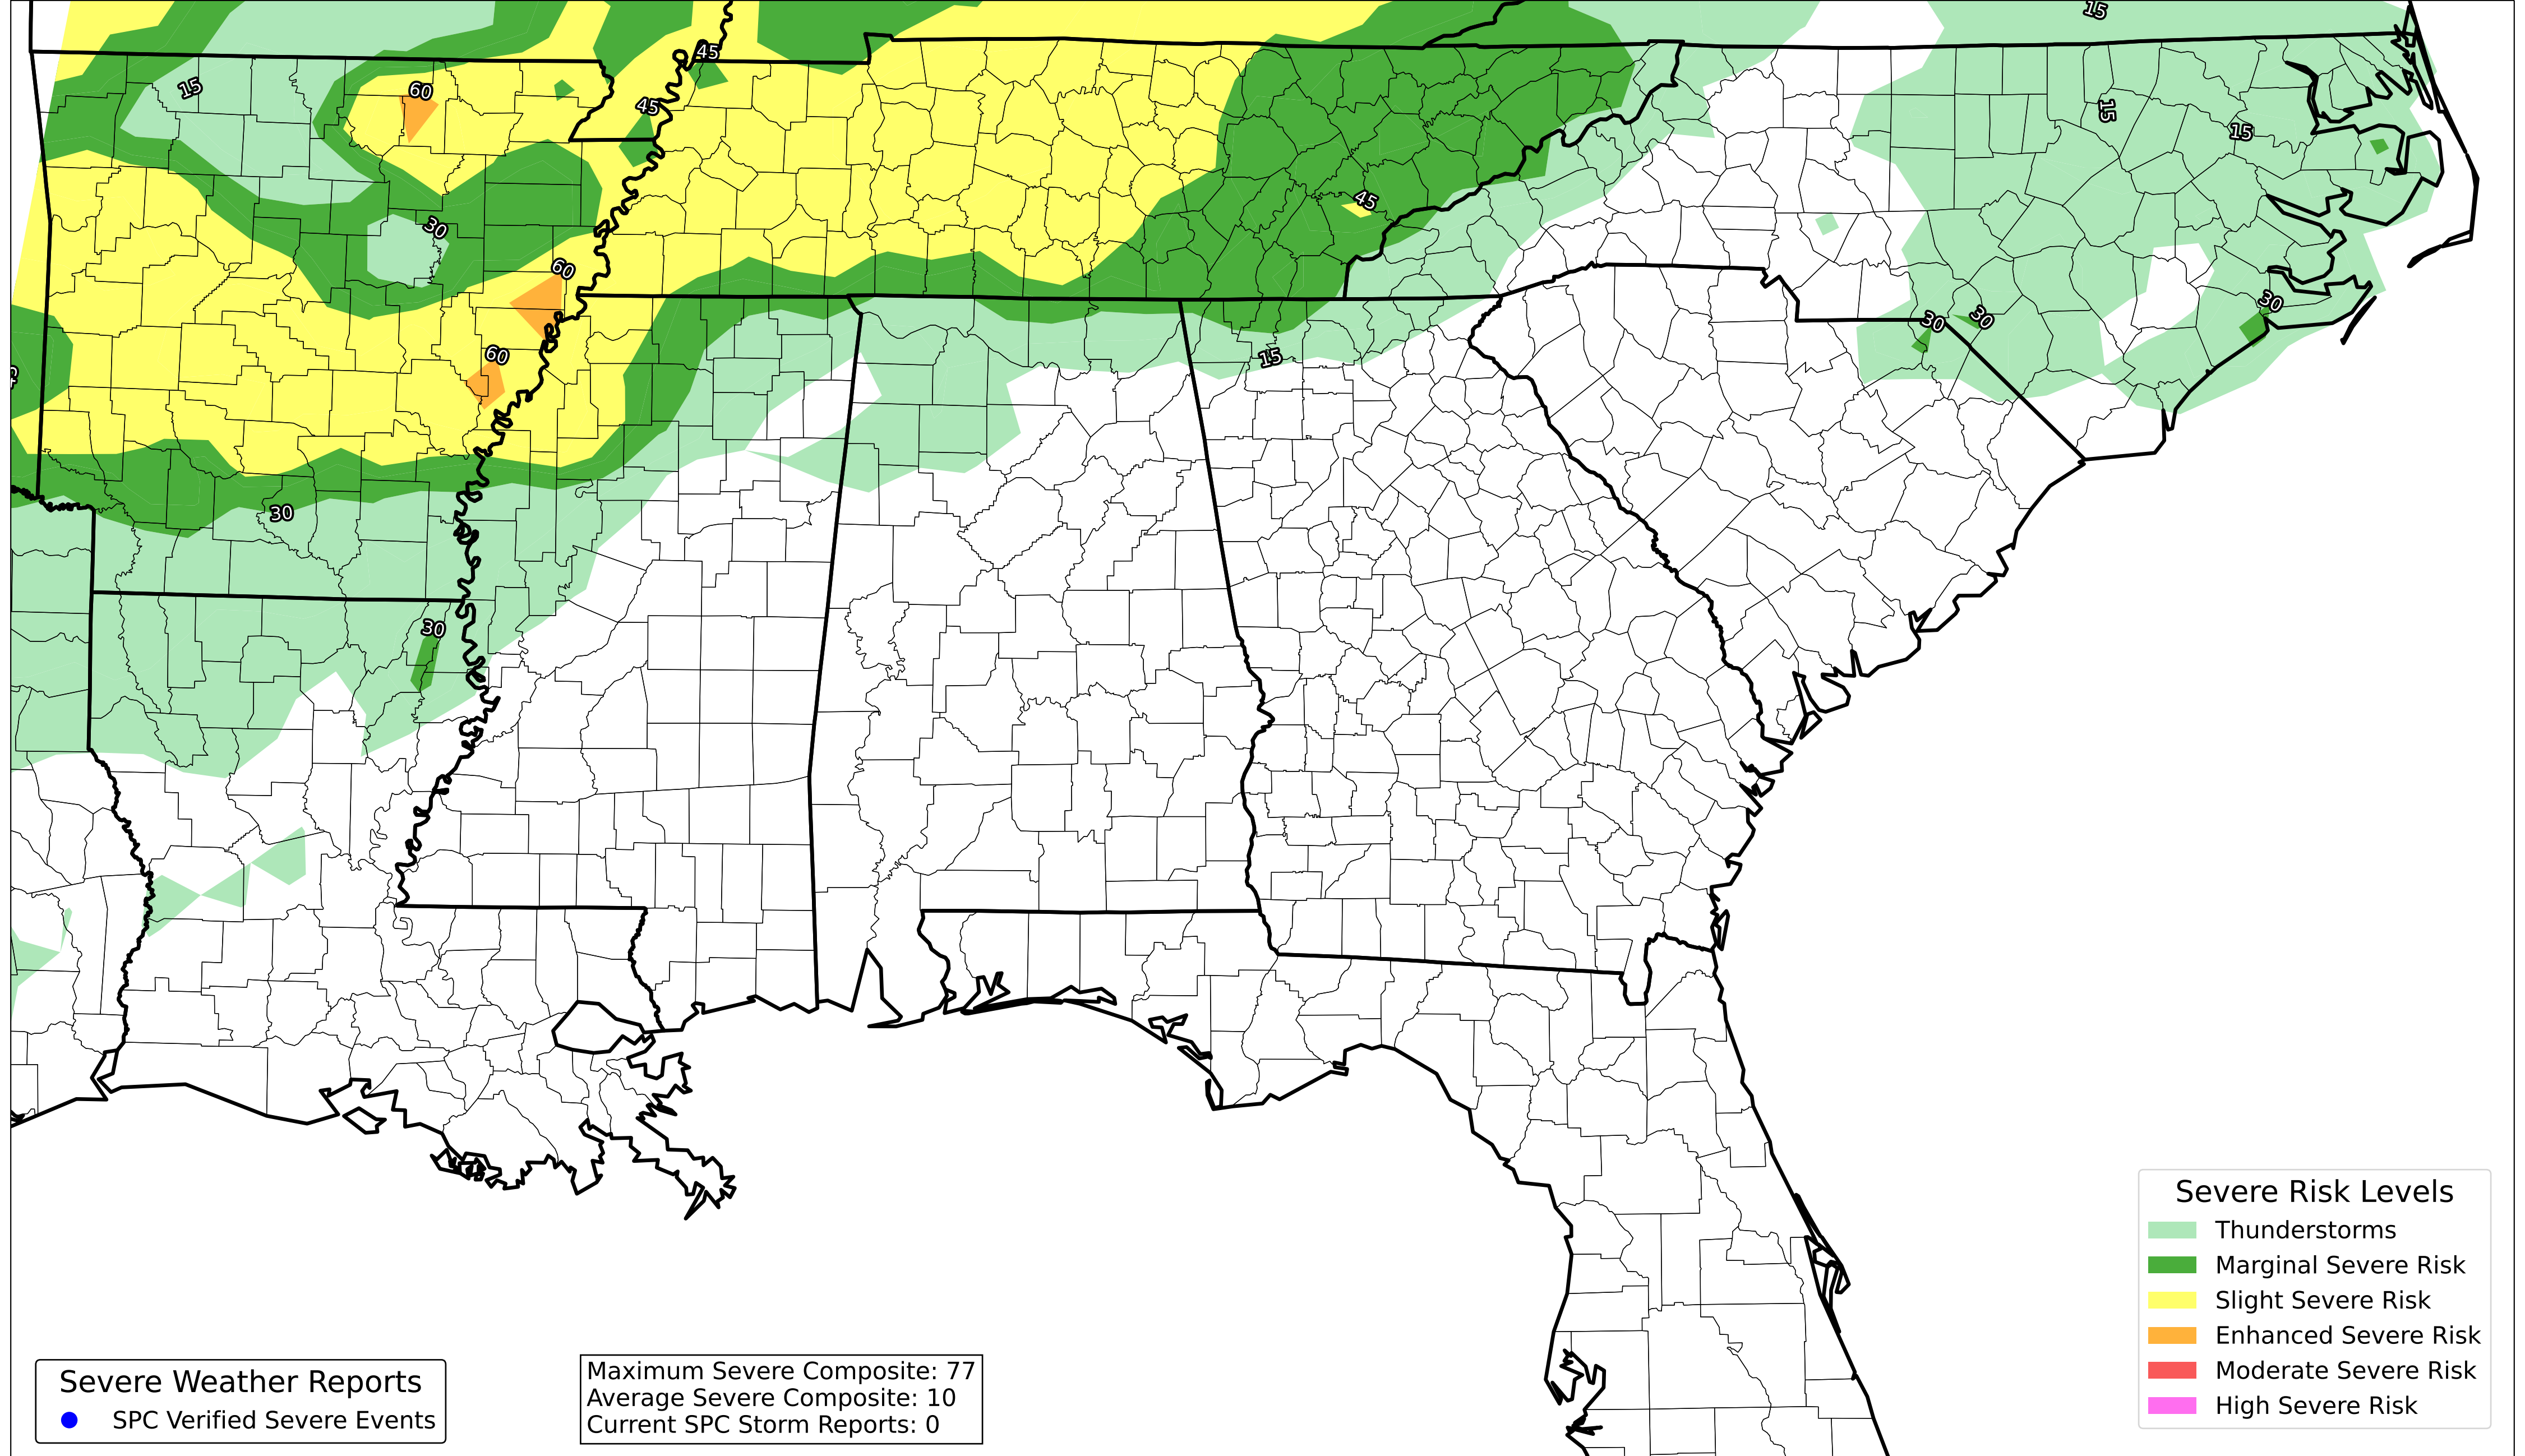 15
45
15
60
45
15
15
45
30
60
30
30
30
60
15
30
30
Severe Risk Levels
Thunderstorms
Marginal Severe Risk
Slight Severe Risk
Enhanced Severe Risk
Moderate Severe Risk
High Severe Risk
Severe Weather Reports
SPC Verified Severe Events
Maximum Severe Composite: 77
Average Severe Composite: 10
Current SPC Storm Reports: 0